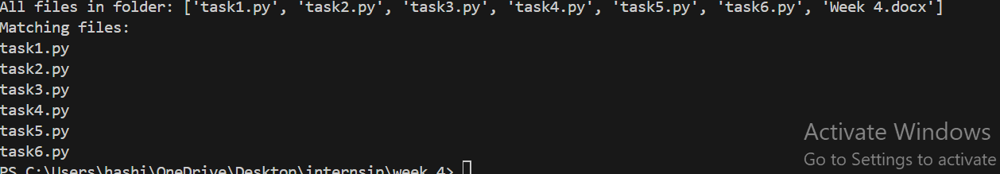 All files in folder: ['task1.py', 'task2.py', 'task3.py', 'task4.py', 'task5.py', 'task6.py', 'Week 4.docx']
Matching files:
task1.py
task2.py
task3.py
task4.py
task5.py
task6.py
PS C:\Users\hashi\OneDrive\Desktop\internsip\week 4>
Activate Windows
Go to Settings to activate